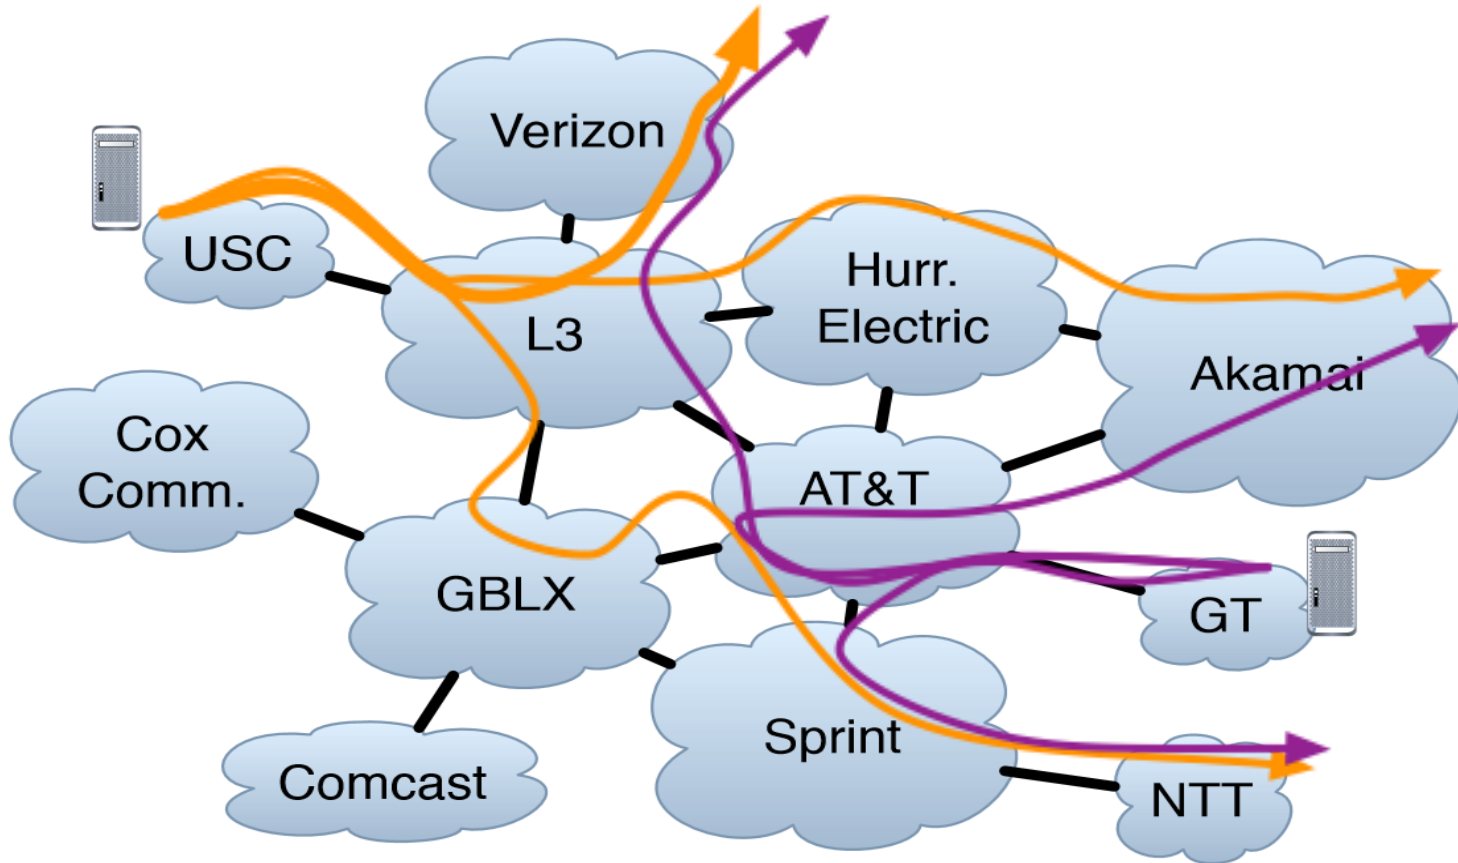 Verizon
USC
Hurr.
Electric
L3
Akamai
Cox
Comm.
AT&T
GBLX
GT
Sprint
Comcast
NTT